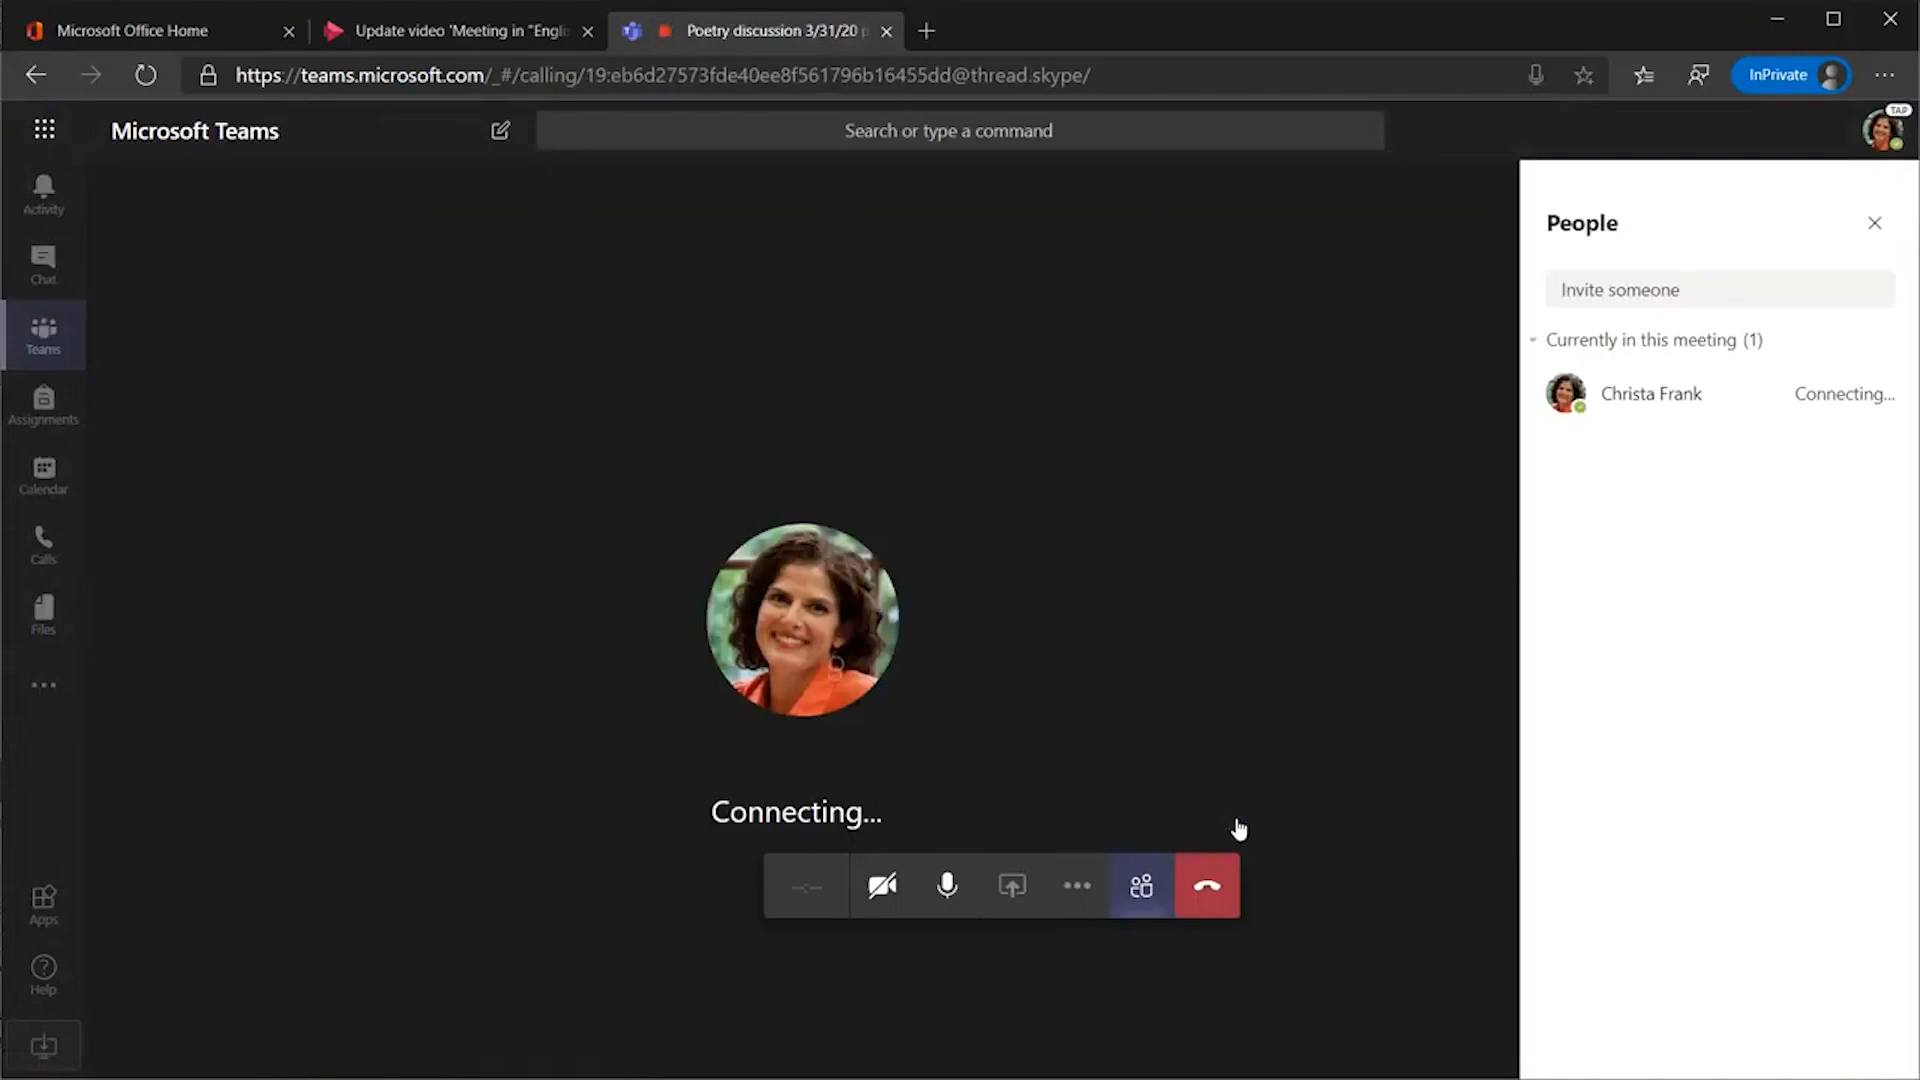 Microsoft Office Home
Update video 'Meeting in "Engli
Poetry discussion 3/31/20 p
https://teams.microsoft.com/_#/calling/19:eb6d27573fde40ee8f561796b16455dd@thread.skype/
InPrivate
Microsoft Teams
Search or type a command
TAP
Activity
Chat
Teams
Assignments
Calendar
Calls
Files
Apps
Help
Connecting...
People
Invite someone
Currently in this meeting (1)
Christa Frank
Connecting...